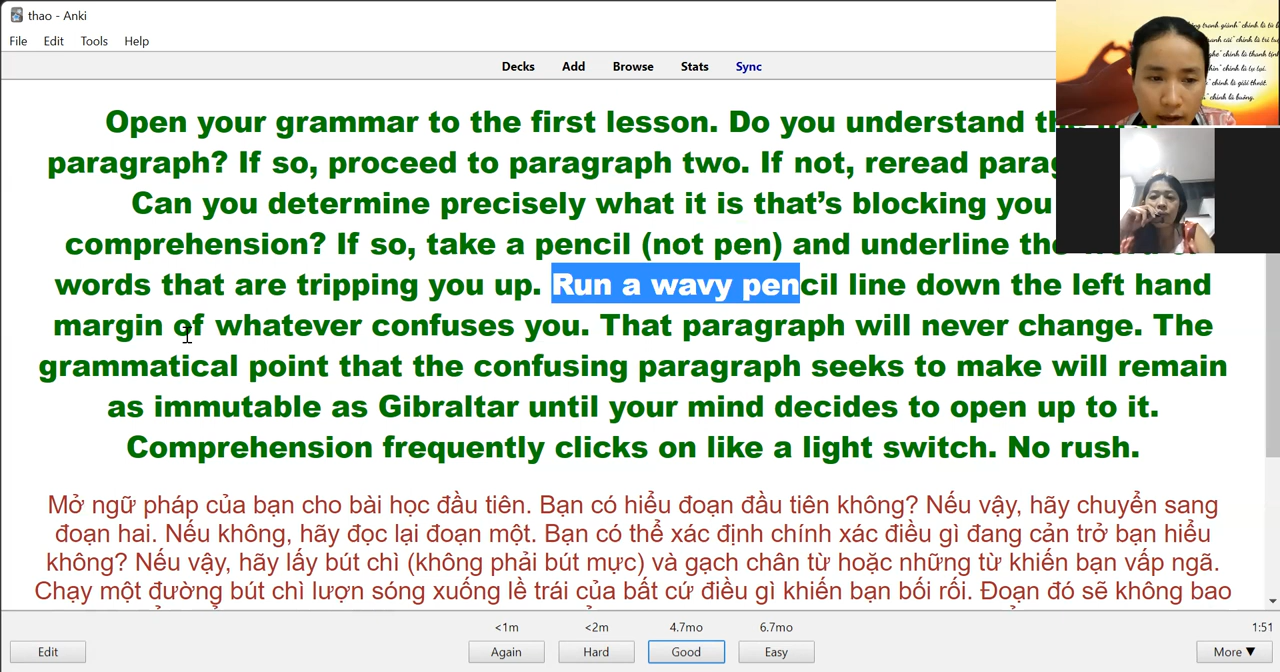 thao - Anki
File Edit Tools Help
Decks Add Browse Stats Sync
Open your grammar to the first lesson. Do you understand
paragraph? If so, proceed to paragraph two. If not, reread
Can you determine precisely what it is that’s blocking you
comprehension? If so, take a pencil (not pen) and underline
words that are tripping you up. Run a wavy pencil line down the left hand
margin of whatever confuses you. That paragraph will never change. The
grammatical point that the confusing paragraph seeks to make will remain
as immutable as Gibraltar until your mind decides to open up to it.
Comprehension frequently clicks on like a light switch. No rush.
Mở ngữ pháp của bạn cho bài học đầu tiên. Bạn có hiểu đoạn đầu tiên không? Nếu vậy, hãy chuyển sang
đoạn hai. Nếu không, hãy đọc lại đoạn một. Bạn có thể xác định chính xác điều gì đang cản trở bạn hiểu
không? Nếu vậy, hãy lấy bút chì (không phải bút mực) và gạch chân từ hoặc những từ khiến bạn vấp ngã.
Chạy một đường bút chì lượn sóng xuống lề trái của bất cứ điều gì khiến bạn bối rối. Đoạn đó sẽ không bao
<1m <2m 4.7mo 6.7mo 1:51
Edit Again Hard Good Easy More ▼